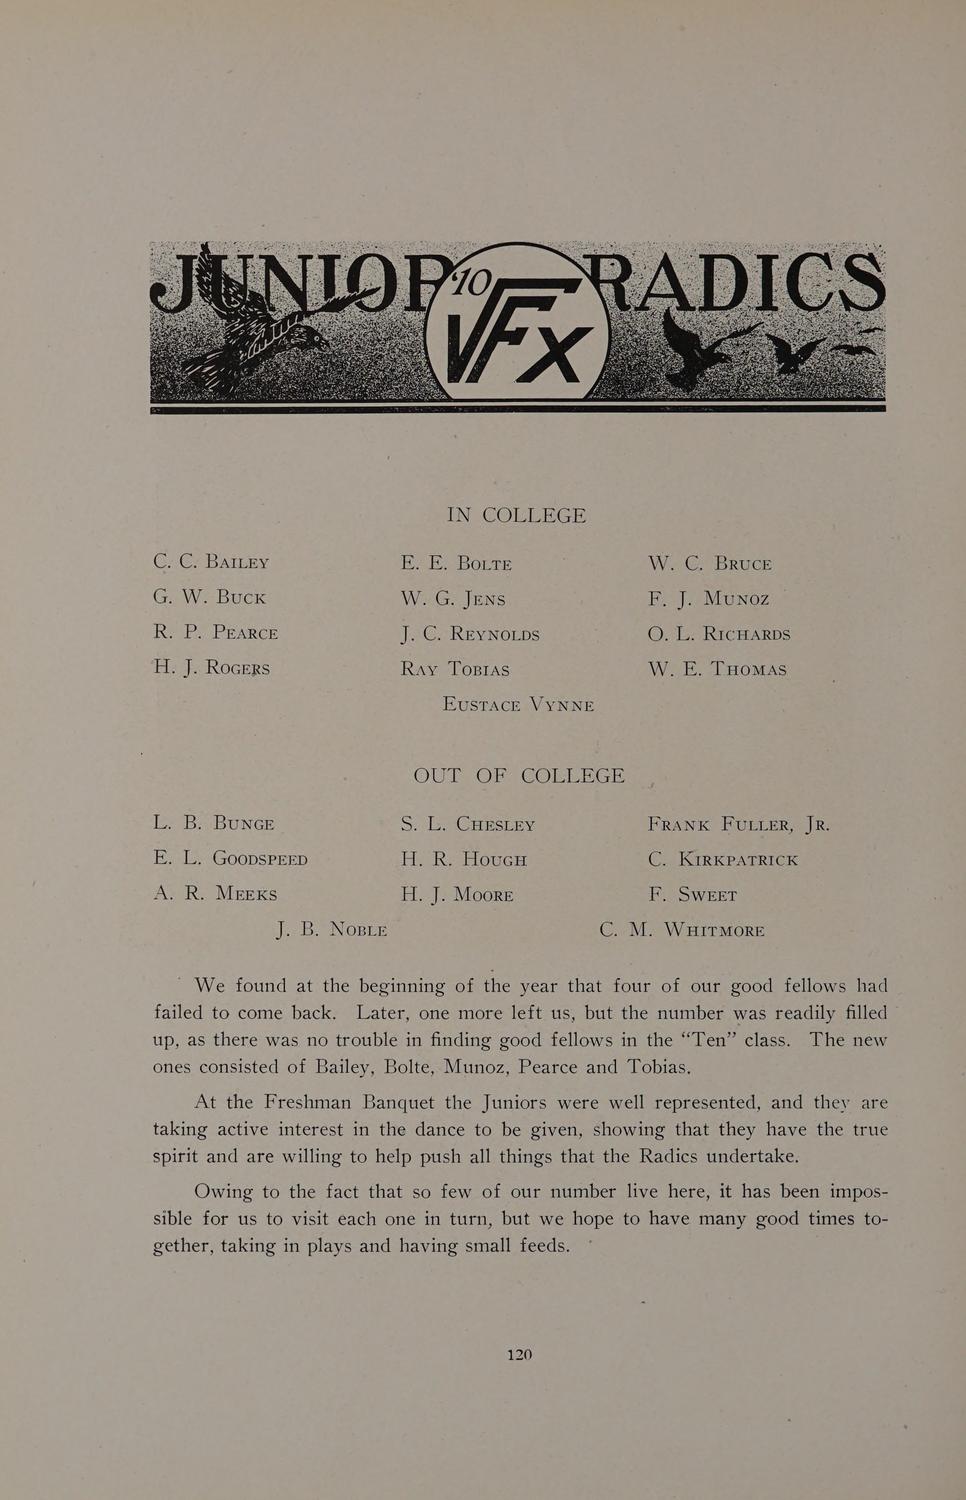 JUNIOR '10 VFX RADICS
IN COLLEGE
C. C. BAILEY E. E. BOLTE W. C. BRUCE
G. W. BUCK W. G. JENS F. J. MUNOZ
R. P. PEARCE J. C. REYNOLDS O. L. RICHARDS
H. J. ROGERS RAY TOBIAS W. E. THOMAS
EUSTACE VYNNE
OUT OF COLLEGE
L. B. BUNGE S. L. CHESLEY FRANK FULLER, JR.
E. L. GOODSPEED H. R. HOUGH C. KIRKPATRICK
A. R. MEEKS H. J. MOORE F. SWEET
J. B. NOBLE C. M. WHITMORE
We found at the beginning of the year that four of our good fellows had
failed to come back. Later, one more left us, but the number was readily filled
up, as there was no trouble in finding good fellows in the “Ten” class. The new
ones consisted of Bailey, Bolte, Munoz, Pearce and Tobias.
At the Freshman Banquet the Juniors were well represented, and they are
taking active interest in the dance to be given, showing that they have the true
spirit and are willing to help push all things that the Radics undertake.
Owing to the fact that so few of our number live here, it has been impos-
sible for us to visit each one in turn, but we hope to have many good times to-
gether, taking in plays and having small feeds.
120